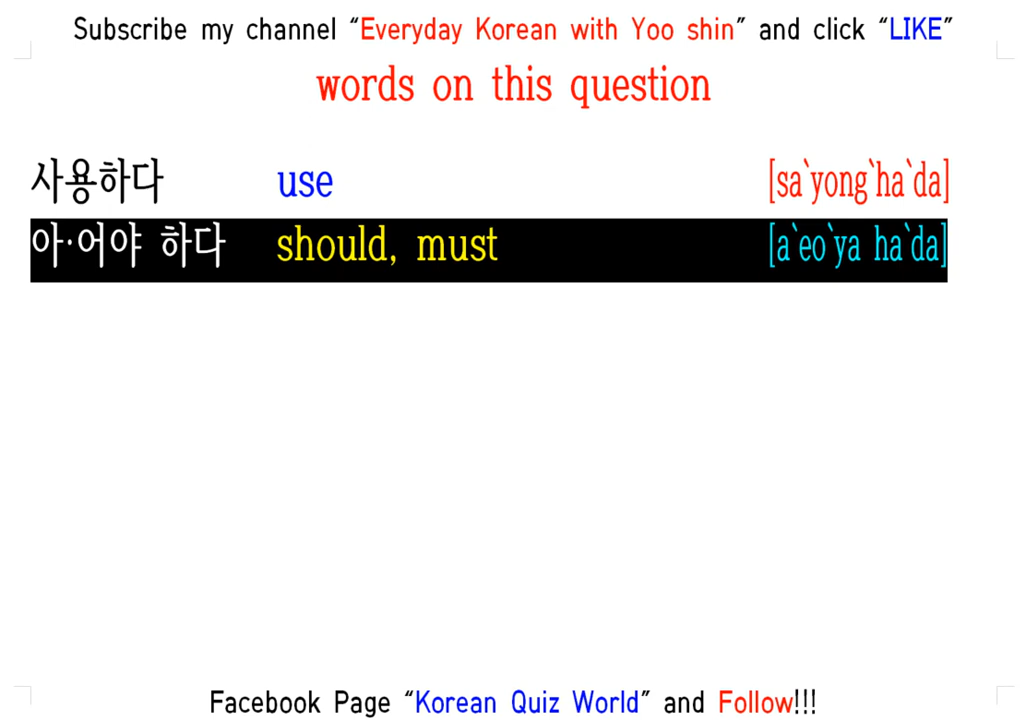 Subscribe my channel “Everyday Korean with Yoo shin” and click “LIKE”
words on this question
사용하다 use [sa`yong`ha`da]
아·어야 하다 should, must [a`eo`ya ha`da]
Facebook Page “Korean Quiz World” and Follow!!!